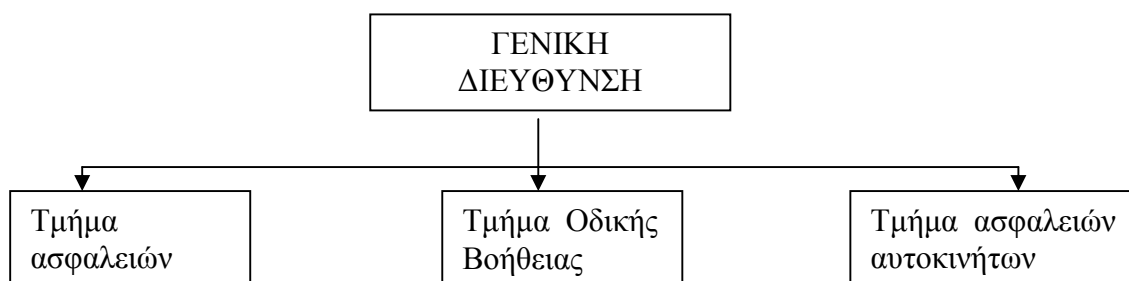 ΓΕΝΙΚΗ
ΔΙΕΥΘΥΝΣΗ
Τμήμα
ασφαλειών
Τμήμα Οδικής
Βοήθειας
Τμήμα ασφαλειών
αυτοκινήτων